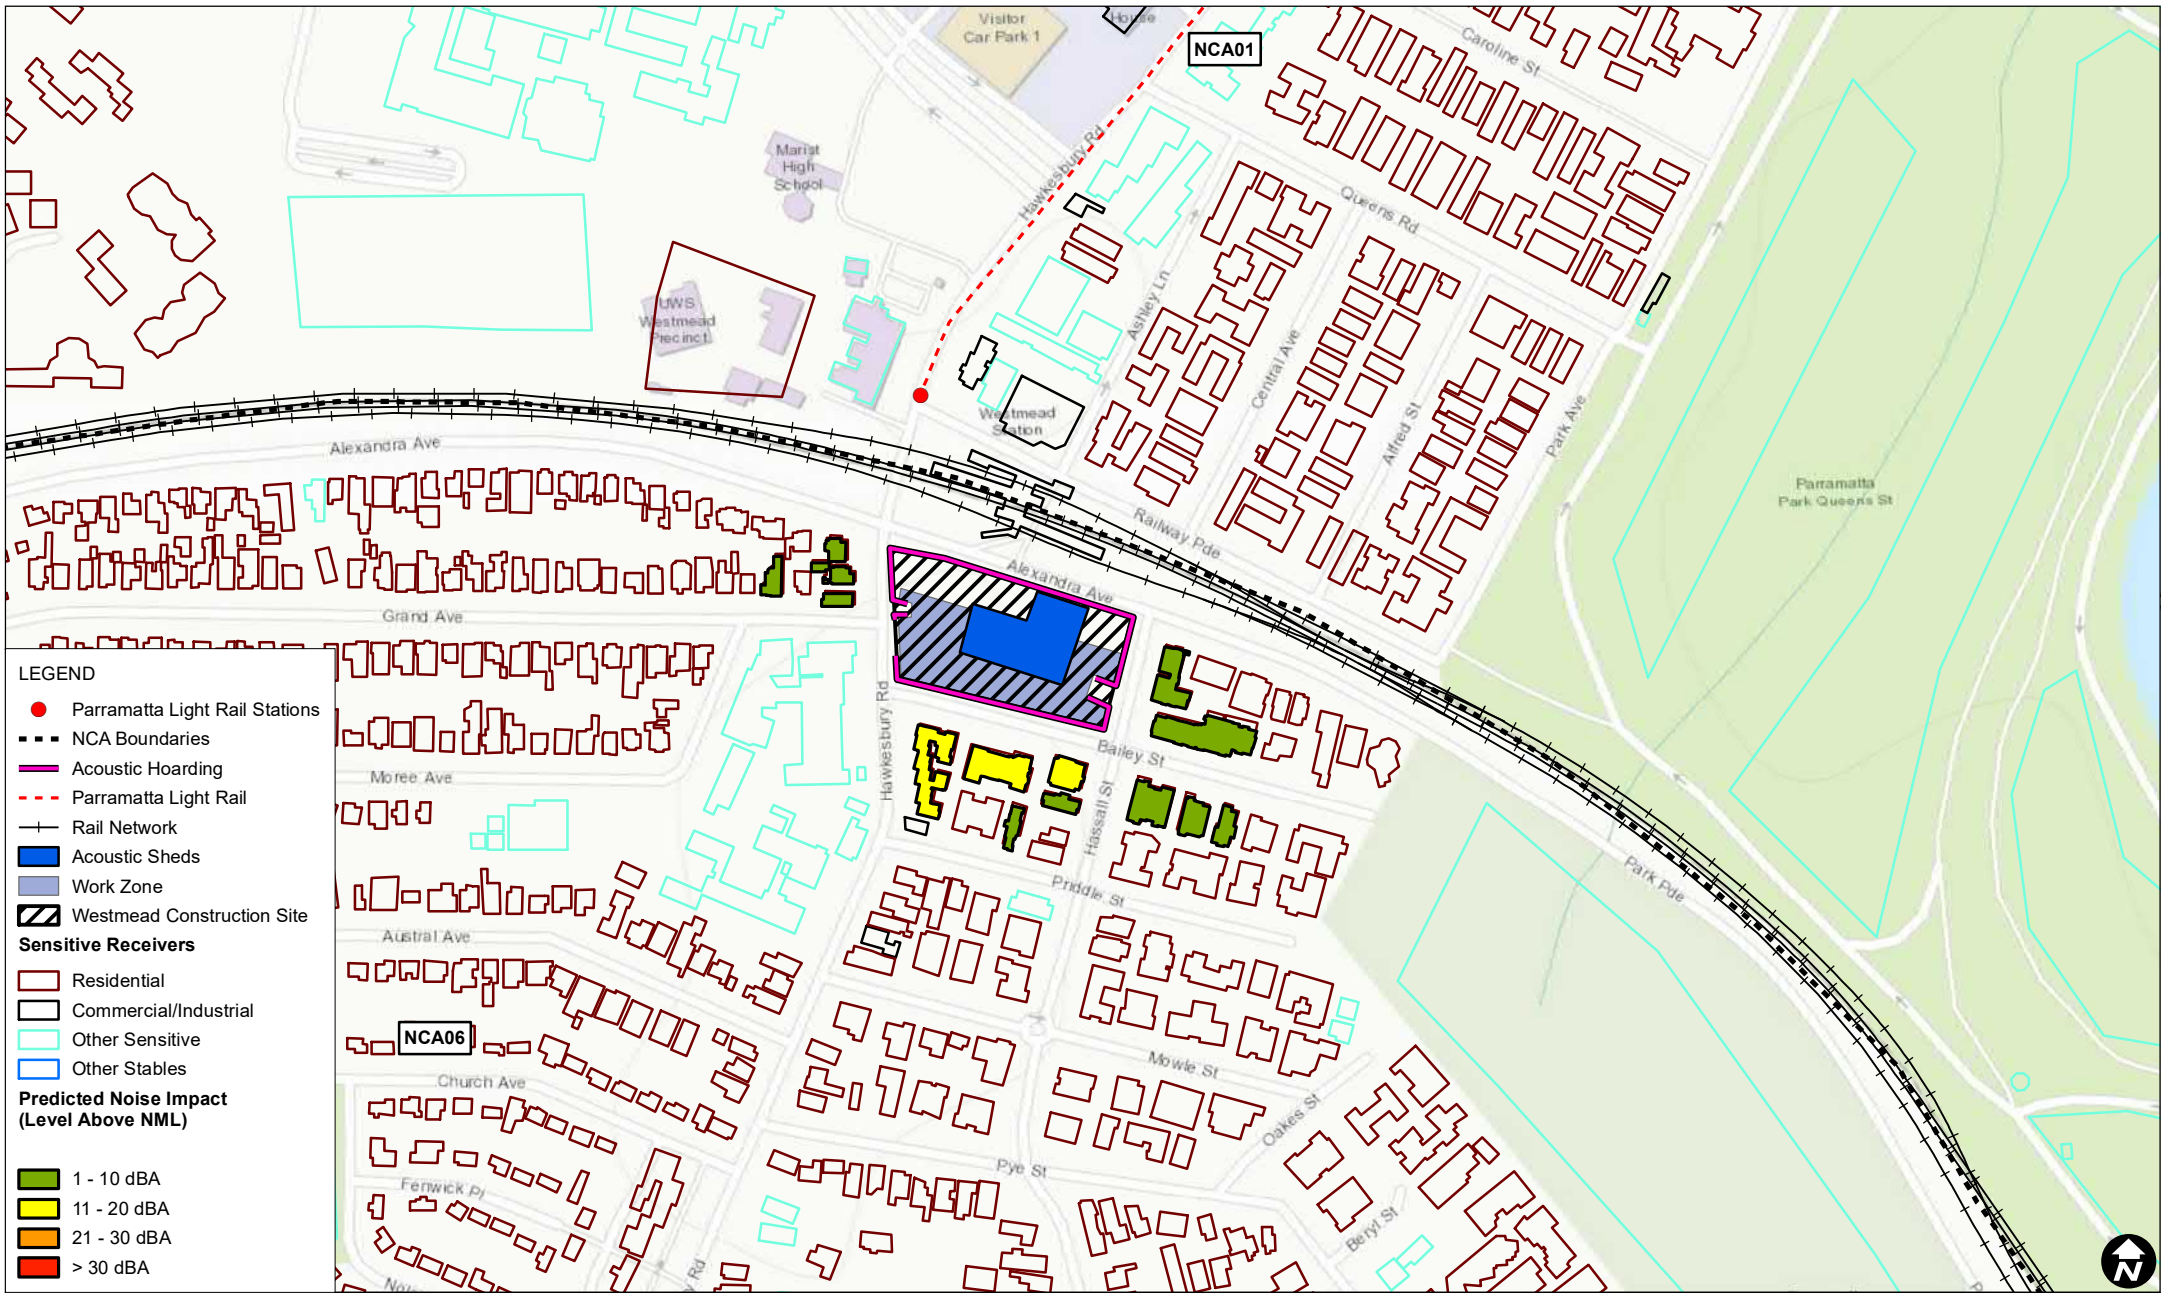 Visitor
Car Park 1
House
NCA01
Caroline St
Marist
High
School
Hawkesbury Rd
Queens Rd
UWS
Westmead
Precinct
Ashley Ln
Central Ave
Westmead
Station
Alfred St
Park Ave
Alexandra Ave
Parramatta
Park Queens St
Railway Pde
Alexandra Ave
Grand Ave
Hawkesbury Rd
Bailey St
Moree Ave
Hassall St
Priddle St
Park Pde
Austral Ave
NCA06
Mowle St
Church Ave
Oakes St
Pye St
Fenwick Pl
Beryl St
Rd
LEGEND
Parramatta Light Rail Stations
NCA Boundaries
Acoustic Hoarding
Parramatta Light Rail
Rail Network
Acoustic Sheds
Work Zone
Westmead Construction Site
Sensitive Receivers
Residential
Commercial/Industrial
Other Sensitive
Other Stables
Predicted Noise Impact
(Level Above NML)
1 - 10 dBA
11 - 20 dBA
21 - 30 dBA
> 30 dBA
N